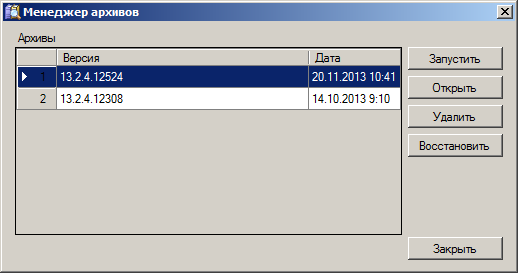 Менеджер архивов
Архивы
Версия Дата
1 13.2.4.12524 20.11.2013 10:41
2 13.2.4.12308 14.10.2013 9:10
Запустить
Открыть
Удалить
Восстановить
Закрыть